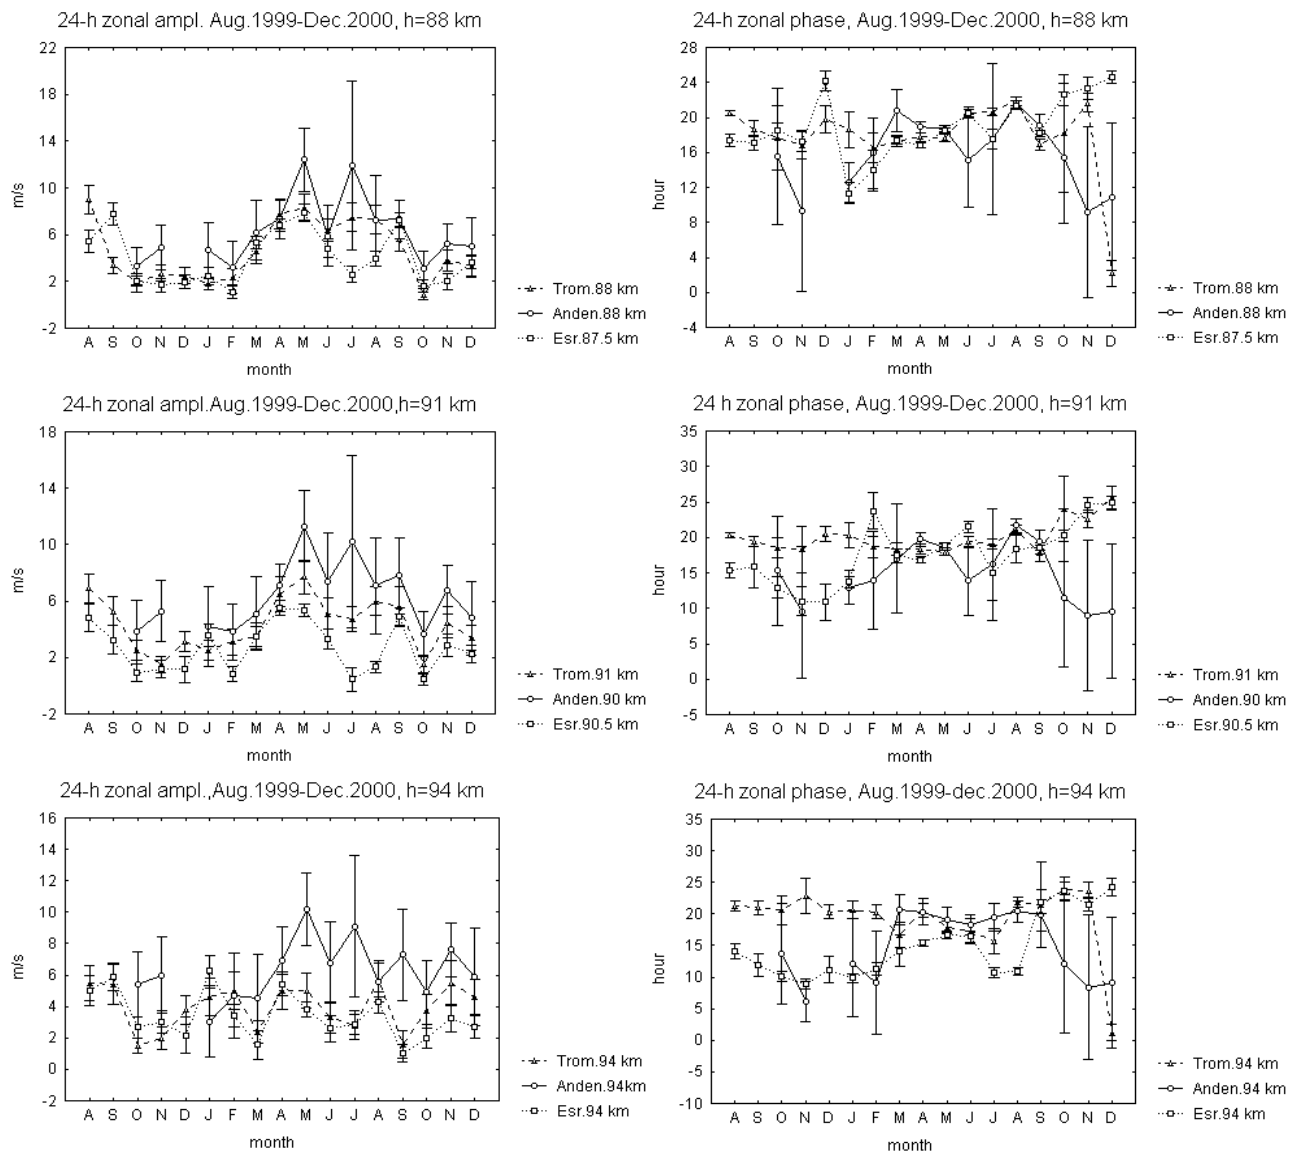 24-h zonal ampl. Aug.1999-Dec.2000, h=88 km
22
18
14
10
6
2
-2
m/s
A S O N D J F M A M J J A S O N D
month
Trom.88 km
Anden.88 km
Esr.87.5 km
24-h zonal phase, Aug.1999-Dec.2000, h=88 km
28
24
20
16
12
8
4
0
-4
hour
A S O N D J F M A M J J A S O N D
month
Trom.88 km
Anden.88 km
Esr.87.5 km
24-h zonal ampl.Aug.1999-Dec.2000,h=91 km
18
14
10
6
2
-2
m/s
A S O N D J F M A M J J A S O N D
month
Trom.91 km
Anden.90 km
Esr.90.5 km
24 h zonal phase, Aug.1999-Dec.2000, h=91 km
35
30
25
20
15
10
5
0
-5
hour
A S O N D J F M A M J J A S O N D
month
Trom.91 km
Anden.90 km
Esr.90.5 km
24-h zonal ampl.,Aug.1999-Dec.2000, h=94 km
16
14
12
10
8
6
4
2
0
-2
m/s
A S O N D J F M A M J J A S O N D
month
Trom.94 km
Anden.94km
Esr.94 km
24-h zonal phase, Aug.1999-dec.2000, h=94 km
35
30
25
20
15
10
5
0
-5
-10
hour
A S O N D J F M A M J J A S O N D
month
Trom.94 km
Anden.94 km
Esr.94 km